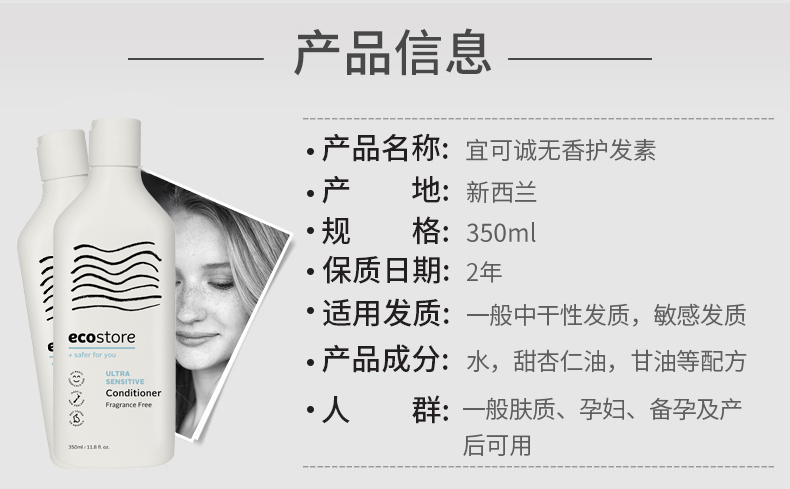 产品信息
• 产品名称: 宜可诚无香护发素
• 产 地: 新西兰
• 规 格: 350ml
• 保质日期: 2年
• 适用发质: 一般中干性发质，敏感发质
• 产品成分: 水，甜杏仁油，甘油等配方
• 人 群: 一般肤质、孕妇、备孕及产
后可用
ecostore
+ safer for you
ULTRA
SENSITIVE
Conditioner
Fragrance Free
350ml 11.8 fl. oz.